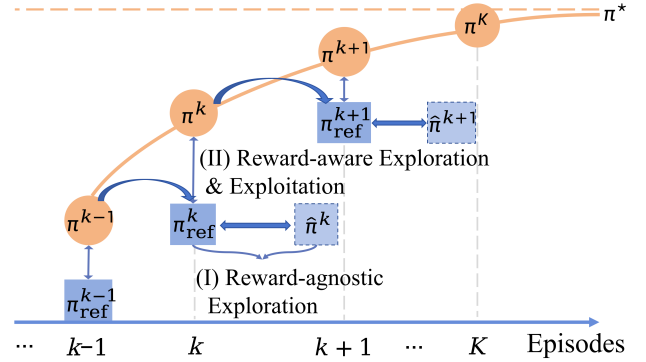 π^K
π^⋆
π^{k+1}
π^k
π_ref^{k+1}
π̂^{k+1}
(II) Reward-aware Exploration
& Exploitation
π^{k-1}
π_ref^k
π̂^k
(I) Reward-agnostic
Exploration
π_ref^{k-1}
... k-1 k k + 1 ... K Episodes